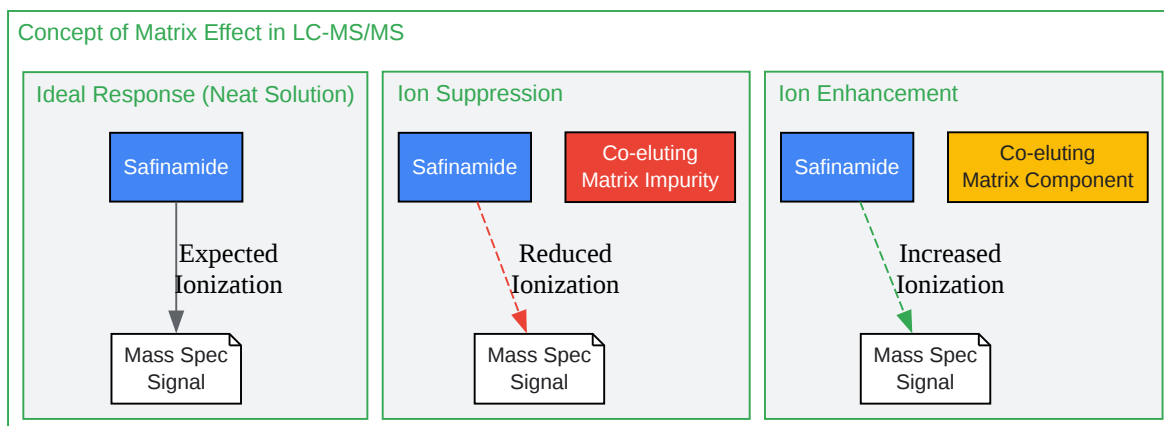 Concept of Matrix Effect in LC-MS/MS
Ideal Response (Neat Solution)
Safinamide
Expected
Ionization
Mass Spec
Signal
Ion Suppression
Safinamide
Co-eluting
Matrix Impurity
Reduced
Ionization
Mass Spec
Signal
Ion Enhancement
Safinamide
Co-eluting
Matrix Component
Increased
Ionization
Mass Spec
Signal